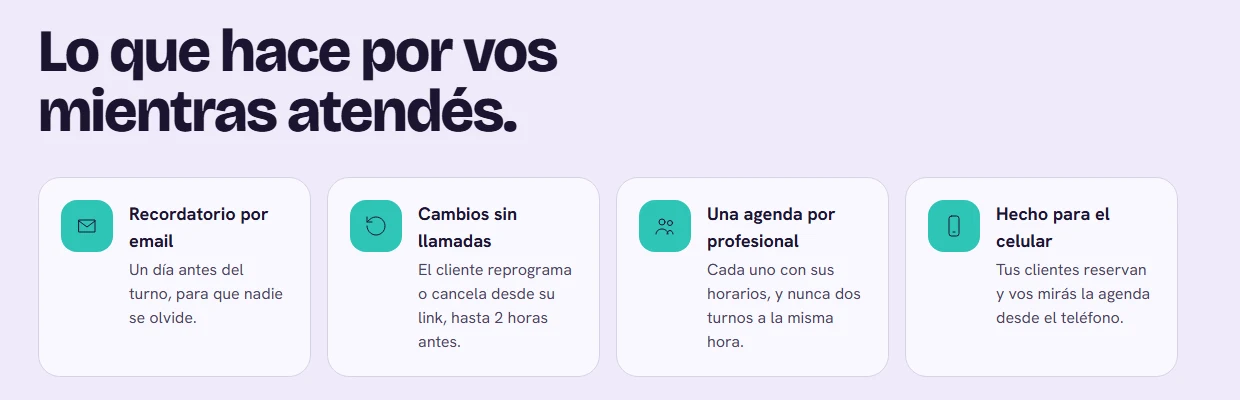 Lo que hace por vos
mientras atendés.
Recordatorio por
email
Un día antes del
turno, para que nadie
se olvide.
Cambios sin
llamadas
El cliente reprograma
o cancela desde su
link, hasta 2 horas
antes.
Una agenda por
profesional
Cada uno con sus
horarios, y nunca dos
turnos a la misma
hora.
Hecho para el
celular
Tus clientes reservan
y vos mirás la agenda
desde el teléfono.